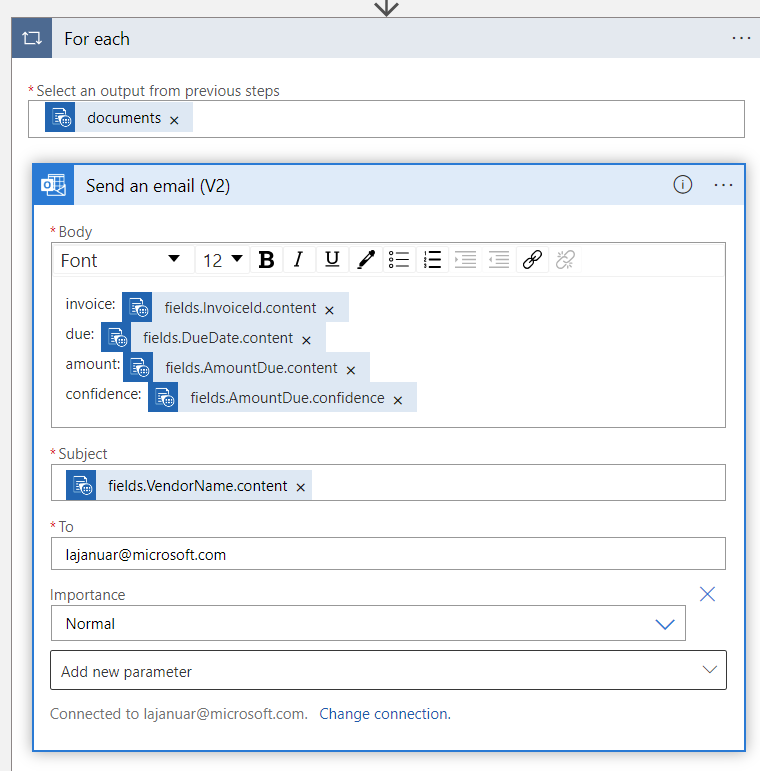 For each
* Select an output from previous steps
documents ×
Send an email (V2)
* Body
Font 12 B I U
invoice: fields.InvoiceId.content ×
due: fields.DueDate.content ×
amount: fields.AmountDue.content ×
confidence: fields.AmountDue.confidence ×
* Subject
fields.VendorName.content ×
* To
lajanuar@microsoft.com
Importance
Normal
Add new parameter
Connected to lajanuar@microsoft.com. Change connection.